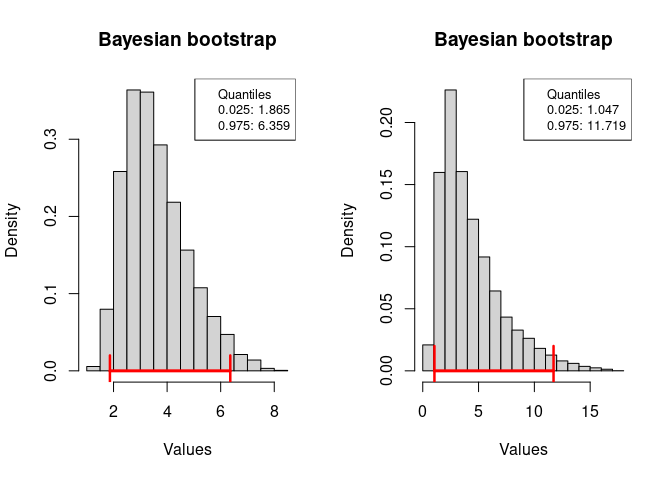 Bayesian bootstrap
Quantiles
0.025: 1.865
0.975: 6.359
Density
0.0
0.1
0.2
0.3
2
4
6
8
Values
Bayesian bootstrap
Quantiles
0.025: 1.047
0.975: 11.719
Density
0.00
0.05
0.10
0.15
0.20
0
5
10
15
Values